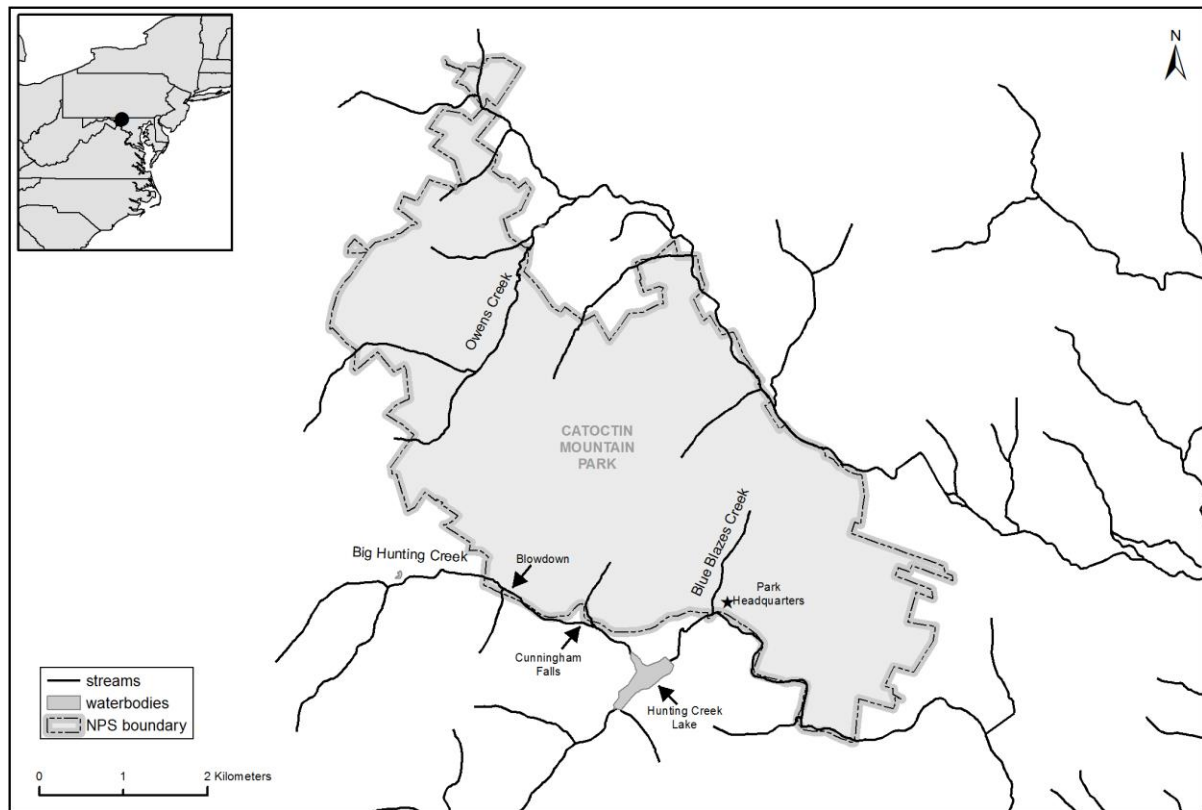 N
Owens Creek
CATOCTIN
MOUNTAIN
PARK
Big Hunting Creek
Blowdown
Blue Blazes Creek
Park
Headquarters
Cunningham
Falls
Hunting Creek
Lake
streams
waterbodies
NPS boundary
0 1 2 Kilometers